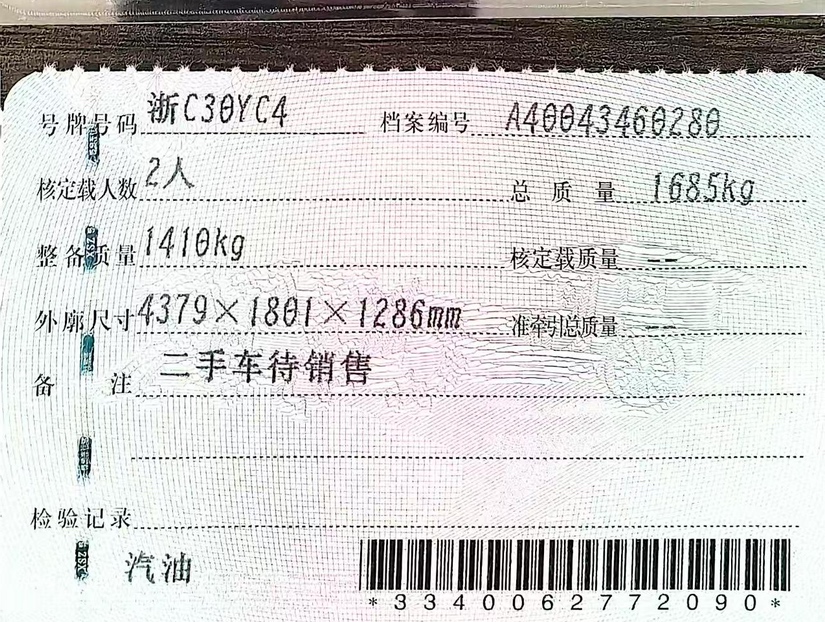 号牌号码 浙C30YC4 档案编号 A40043460280
核定载人数 2人 总质量 1685kg
整备质量 1410kg 核定载质量 --
外廓尺寸 4379×1801×1286mm 准牵引总质量 --
备注 二手车待销售
检验记录
汽油
*3340062772090*